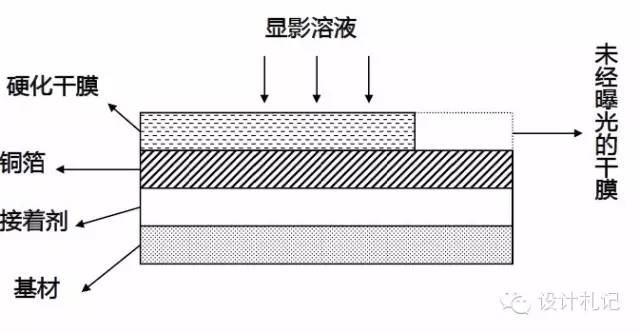 显影溶液
硬化干膜
未经曝光的干膜
铜箔
接着剂
基材
设计札记